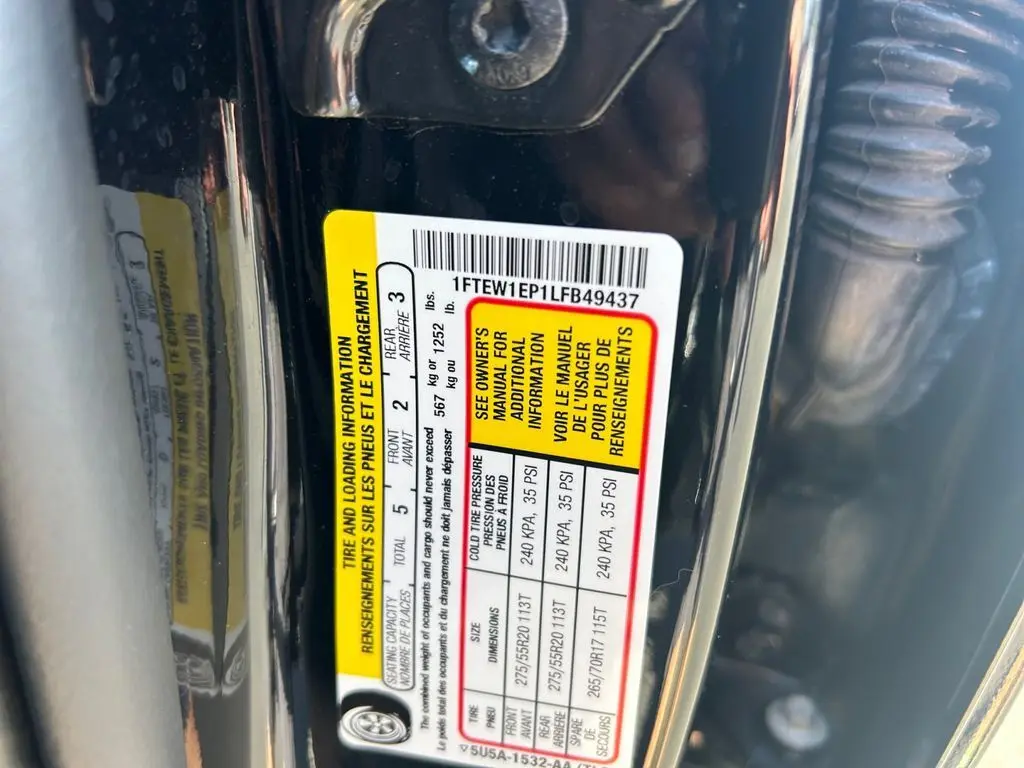 TIRE AND LOADING INFORMATION
RENSEIGNEMENTS SUR LES PNEUS ET LE CHARGEMENT
SEATING CAPACITY TOTAL 5 FRONT 2 REAR 3
NOMBRE DE PLACES AVANT ARRIÈRE
The combined weight of occupants and cargo should never exceed 567 kg or 1252 lbs.
Le poids total des occupants et du chargement ne doit jamais dépasser kg ou lb.
TIRE SIZE COLD TIRE PRESSURE
PNEU DIMENSIONS PRESSION DES
PNEUS À FROID
FRONT 275/55R20 113T 240 KPA, 35 PSI
AVANT
REAR 275/55R20 113T 240 KPA, 35 PSI
ARRIÈRE
SPARE 265/70R17 115T 240 KPA, 35 PSI
DE
SECOURS
SEE OWNER'S
MANUAL FOR
ADDITIONAL
INFORMATION
VOIR LE MANUEL
DE L'USAGER
POUR PLUS DE
RENSEIGNEMENTS
1FTEW1EP1LFB49437
5U5A-1532-AA